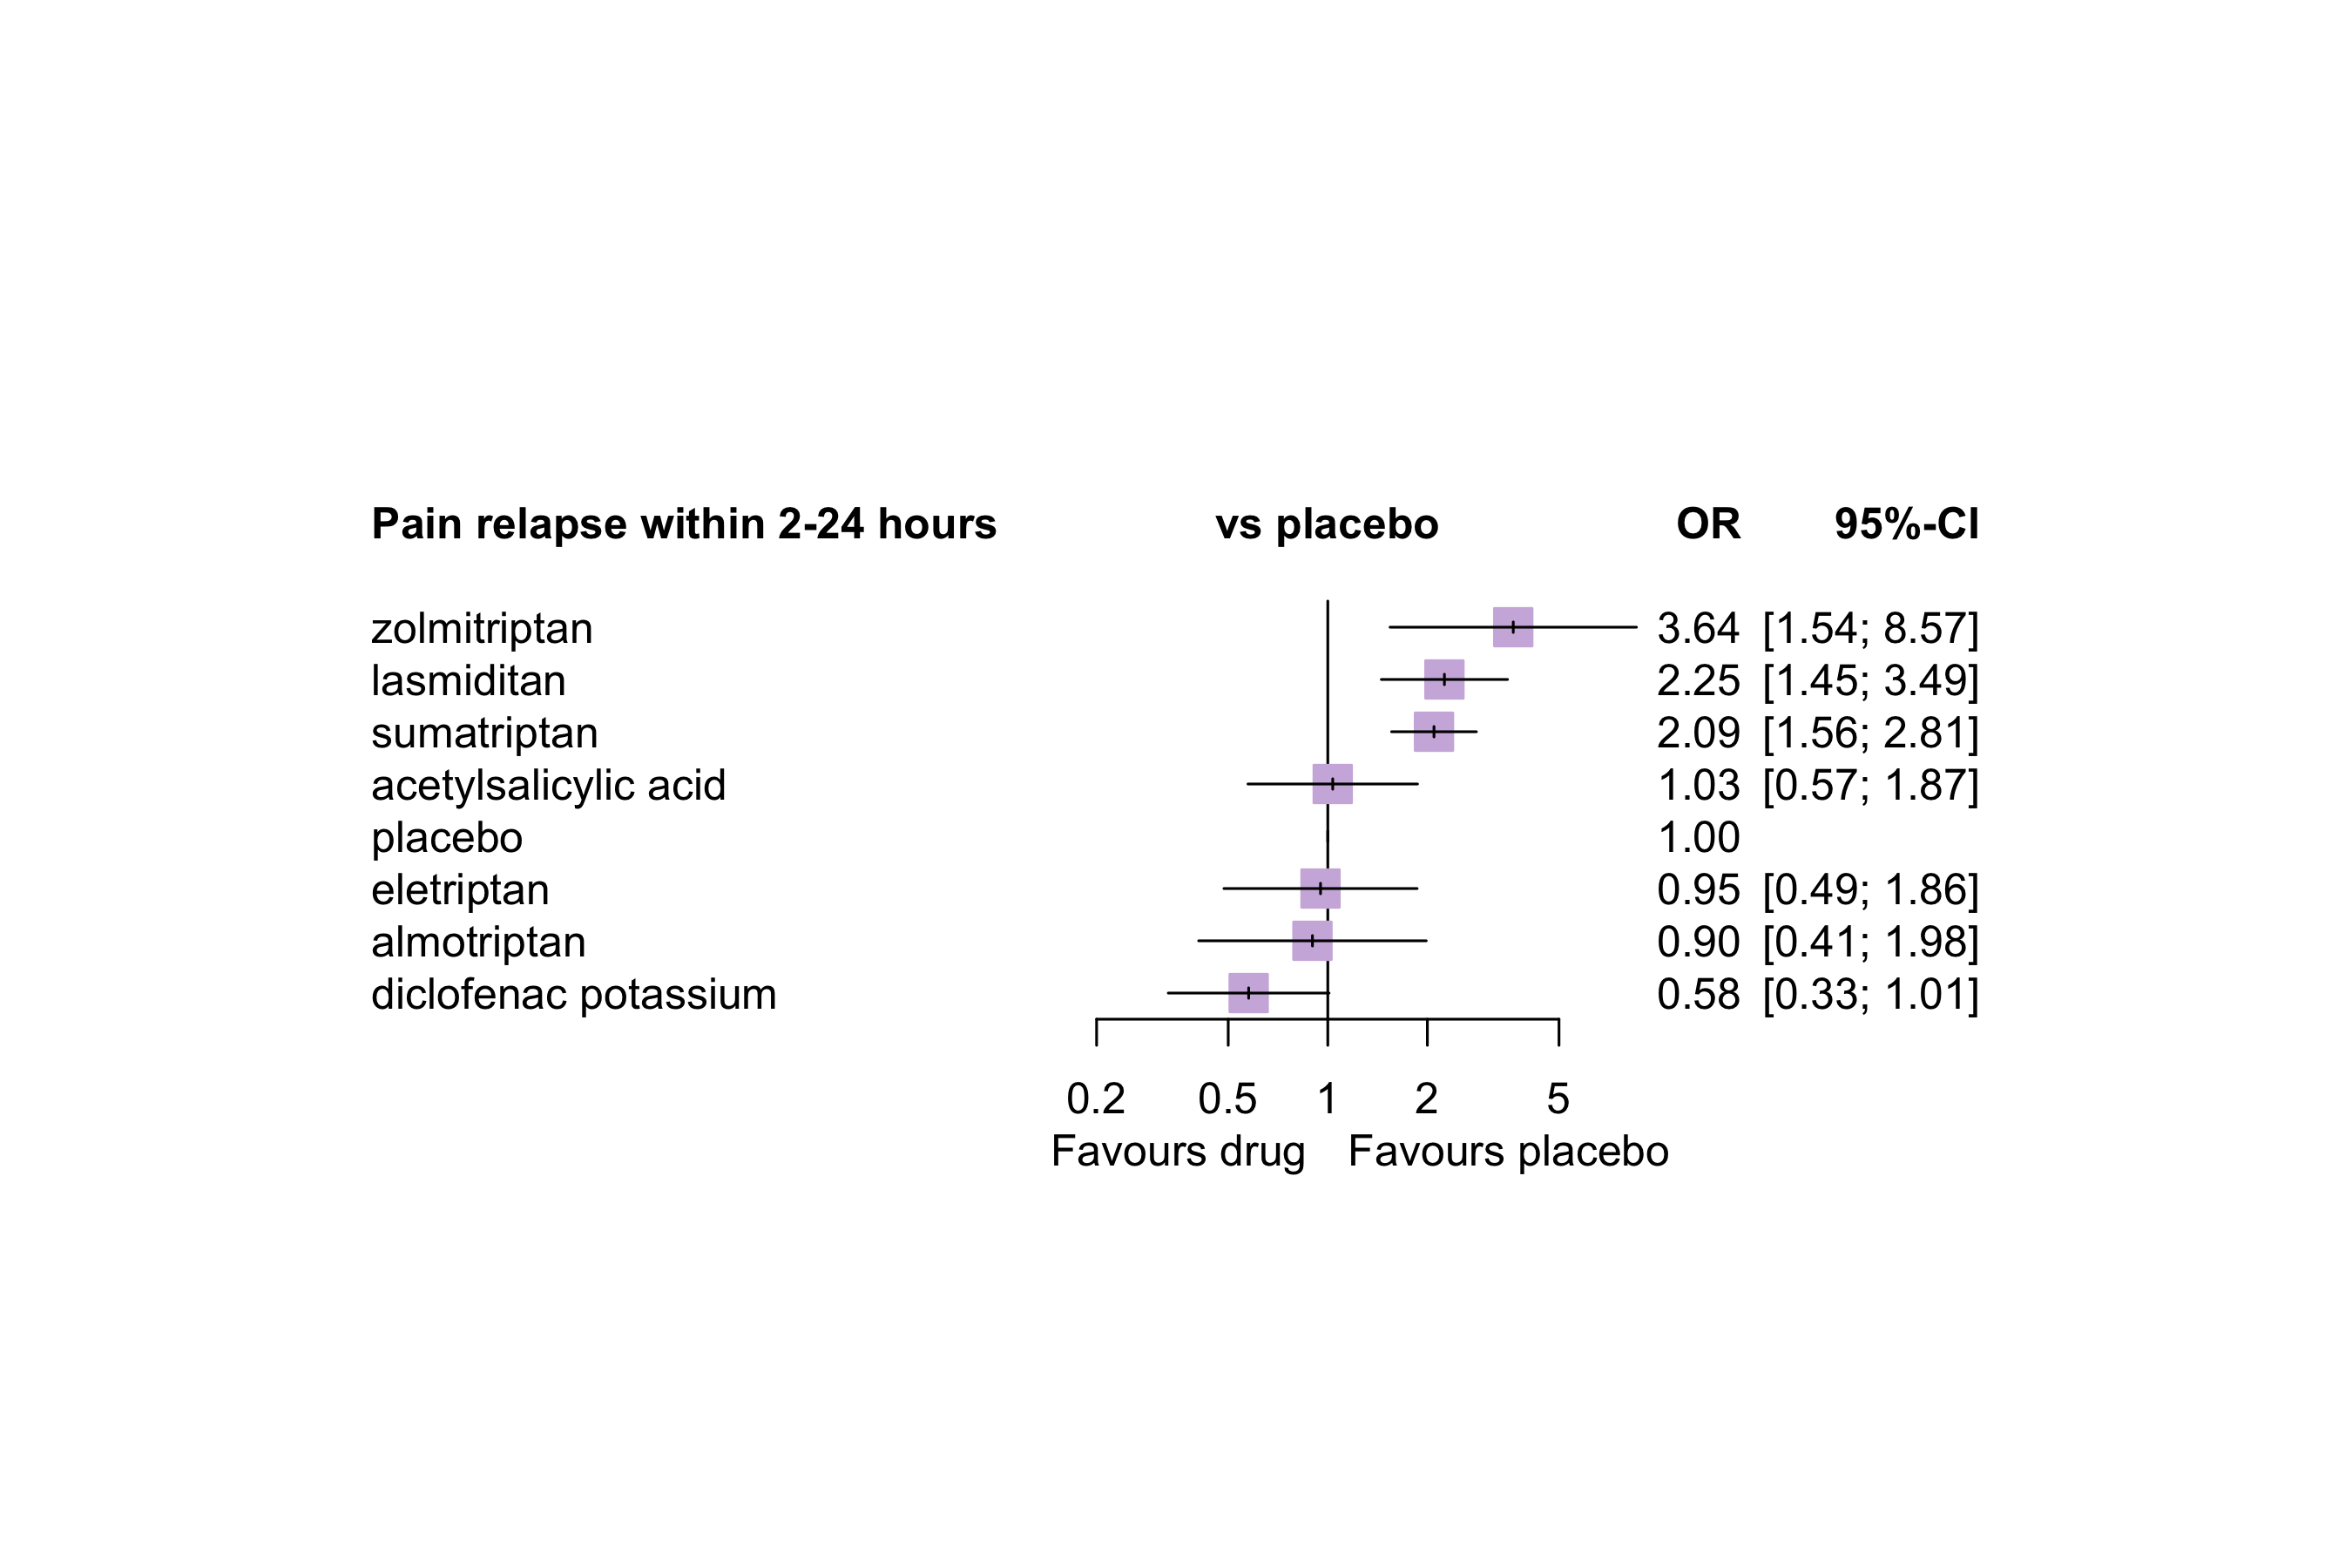 Pain relapse within 2-24 hours vs placebo OR 95%-CI
zolmitriptan 3.64 [1.54; 8.57]
lasmiditan 2.25 [1.45; 3.49]
sumatriptan 2.09 [1.56; 2.81]
acetylsalicylic acid 1.03 [0.57; 1.87]
placebo 1.00
eletriptan 0.95 [0.49; 1.86]
almotriptan 0.90 [0.41; 1.98]
diclofenac potassium 0.58 [0.33; 1.01]
0.2 0.5 1 2 5
Favours drug Favours placebo